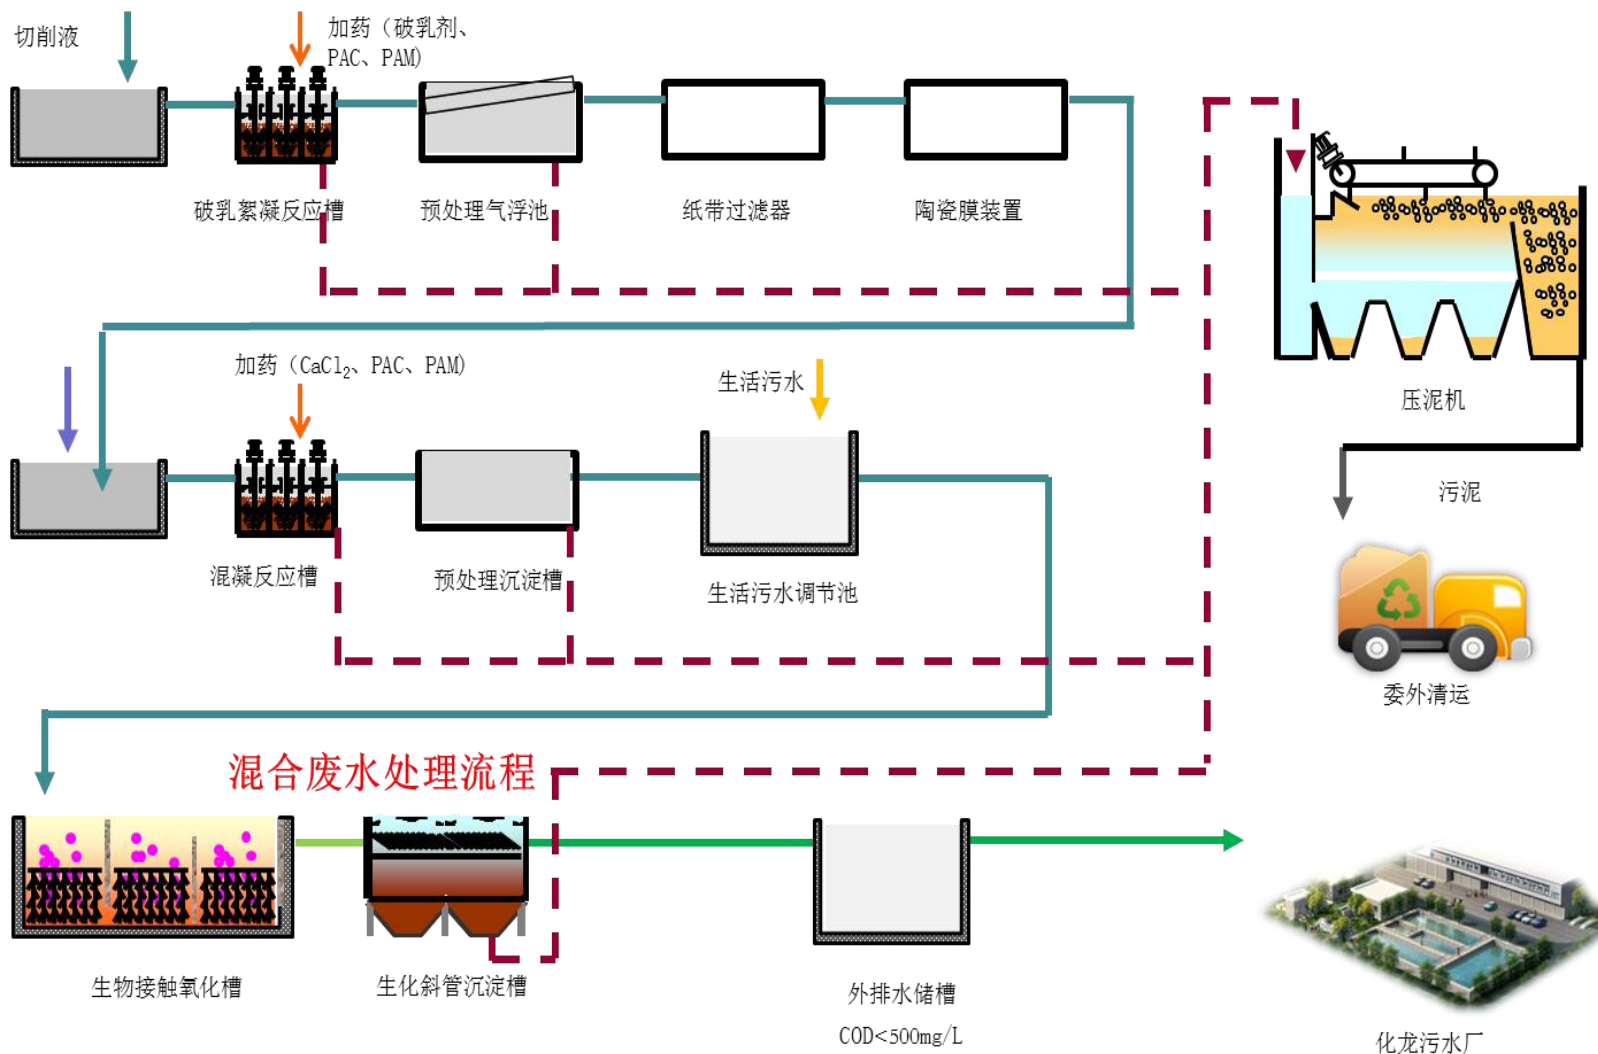 切削液
加药（破乳剂、
PAC、PAM)
破乳絮凝反应槽
预处理气浮池
纸带过滤器
陶瓷膜装置
压泥机
加药（CaCl₂、PAC、PAM)
生活污水
混凝反应槽
预处理沉淀槽
生活污水调节池
污泥
委外清运
混合废水处理流程
生物接触氧化槽
生化斜管沉淀槽
外排水储槽
COD<500mg/L
化龙污水厂